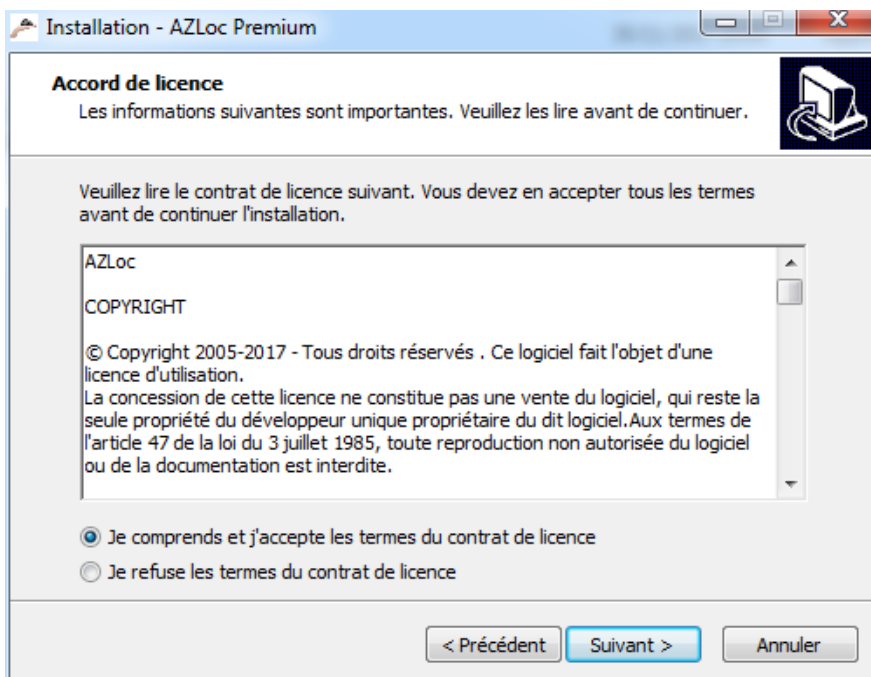 Installation - AZLoc Premium
Accord de licence
Les informations suivantes sont importantes. Veuillez les lire avant de continuer.
Veuillez lire le contrat de licence suivant. Vous devez en accepter tous les termes
avant de continuer l'installation.
AZLoc
COPYRIGHT
© Copyright 2005-2017 - Tous droits réservés . Ce logiciel fait l'objet d'une
licence d'utilisation.
La concession de cette licence ne constitue pas une vente du logiciel, qui reste la
seule propriété du développeur unique propriétaire du dit logiciel.Aux termes de
l'article 47 de la loi du 3 juillet 1985, toute reproduction non autorisée du logiciel
ou de la documentation est interdite.
Je comprends et j'accepte les termes du contrat de licence
Je refuse les termes du contrat de licence
< Précédent Suivant > Annuler